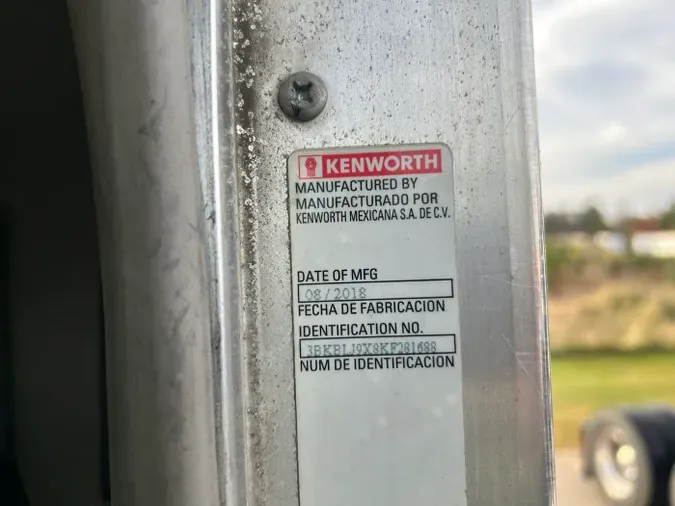 KENWORTH
MANUFACTURED BY
MANUFACTURADO POR
KENWORTH MEXICANA S.A. DE C.V.
DATE OF MFG
08/2018
FECHA DE FABRICACION
IDENTIFICATION NO.
3BKBLJ9X8KF281688
NUM DE IDENTIFICACION